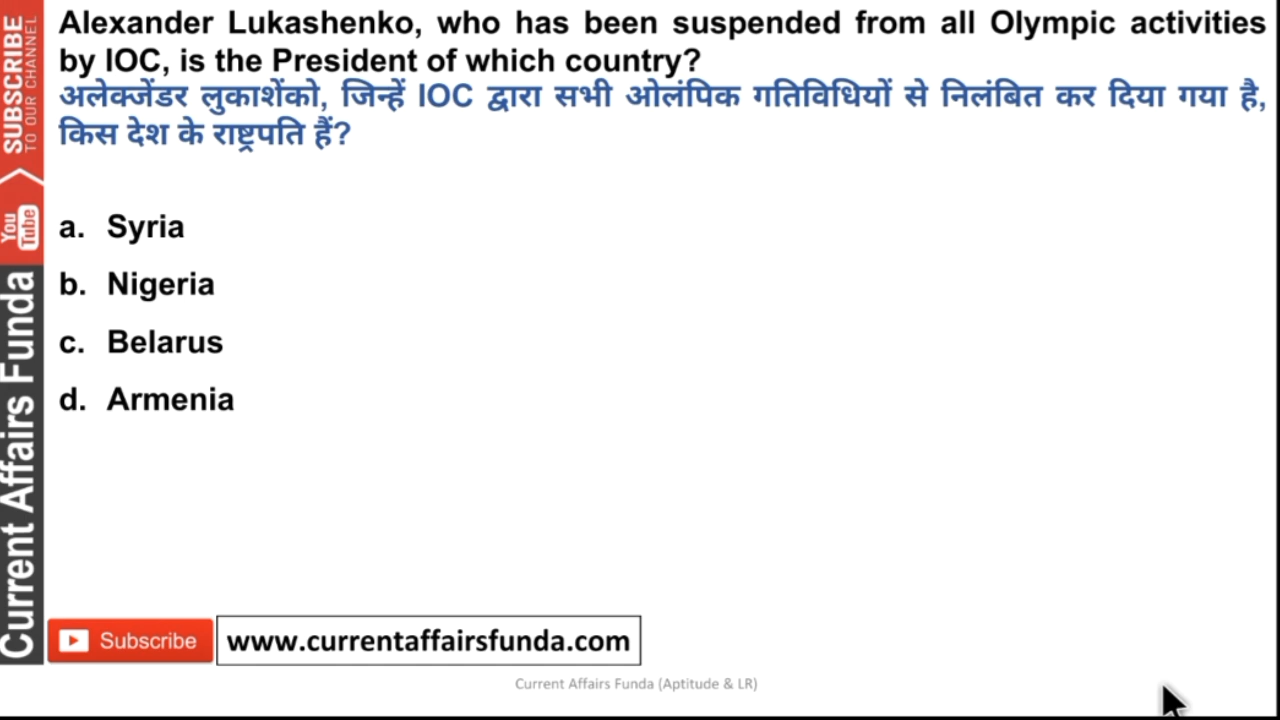 Alexander Lukashenko, who has been suspended from all Olympic activities
by IOC, is the President of which country?
अलेक्जेंडर लुकाशेंको, जिन्हें IOC द्वारा सभी ओलंपिक गतिविधियों से निलंबित कर दिया गया है,
किस देश के राष्ट्रपति हैं?
a. Syria
b. Nigeria
c. Belarus
d. Armenia
SUBSCRIBE
TO OUR CHANNEL
You
Tube
Current Affairs Funda
Subscribe
www.currentaffairsfunda.com
Current Affairs Funda (Aptitude & LR)